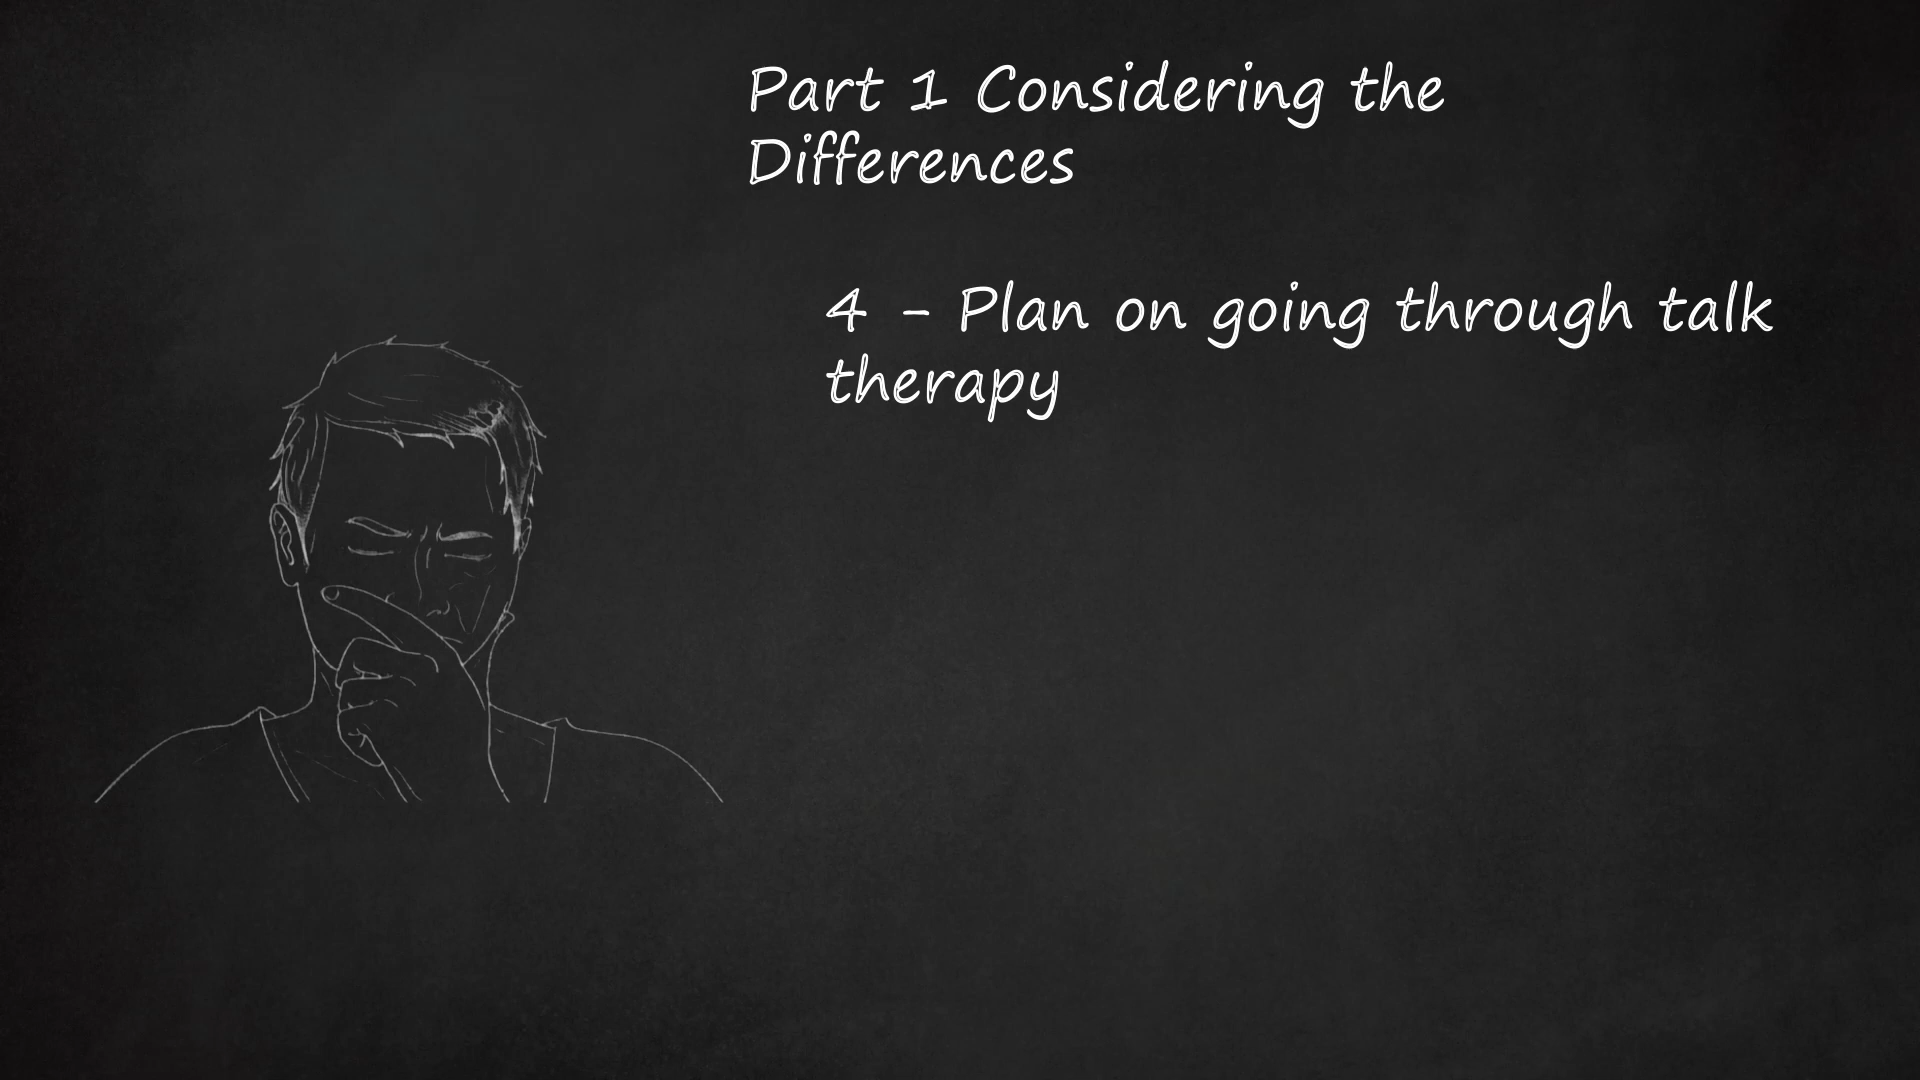 Part 1 Considering the
Differences
4 - Plan on going through talk
therapy